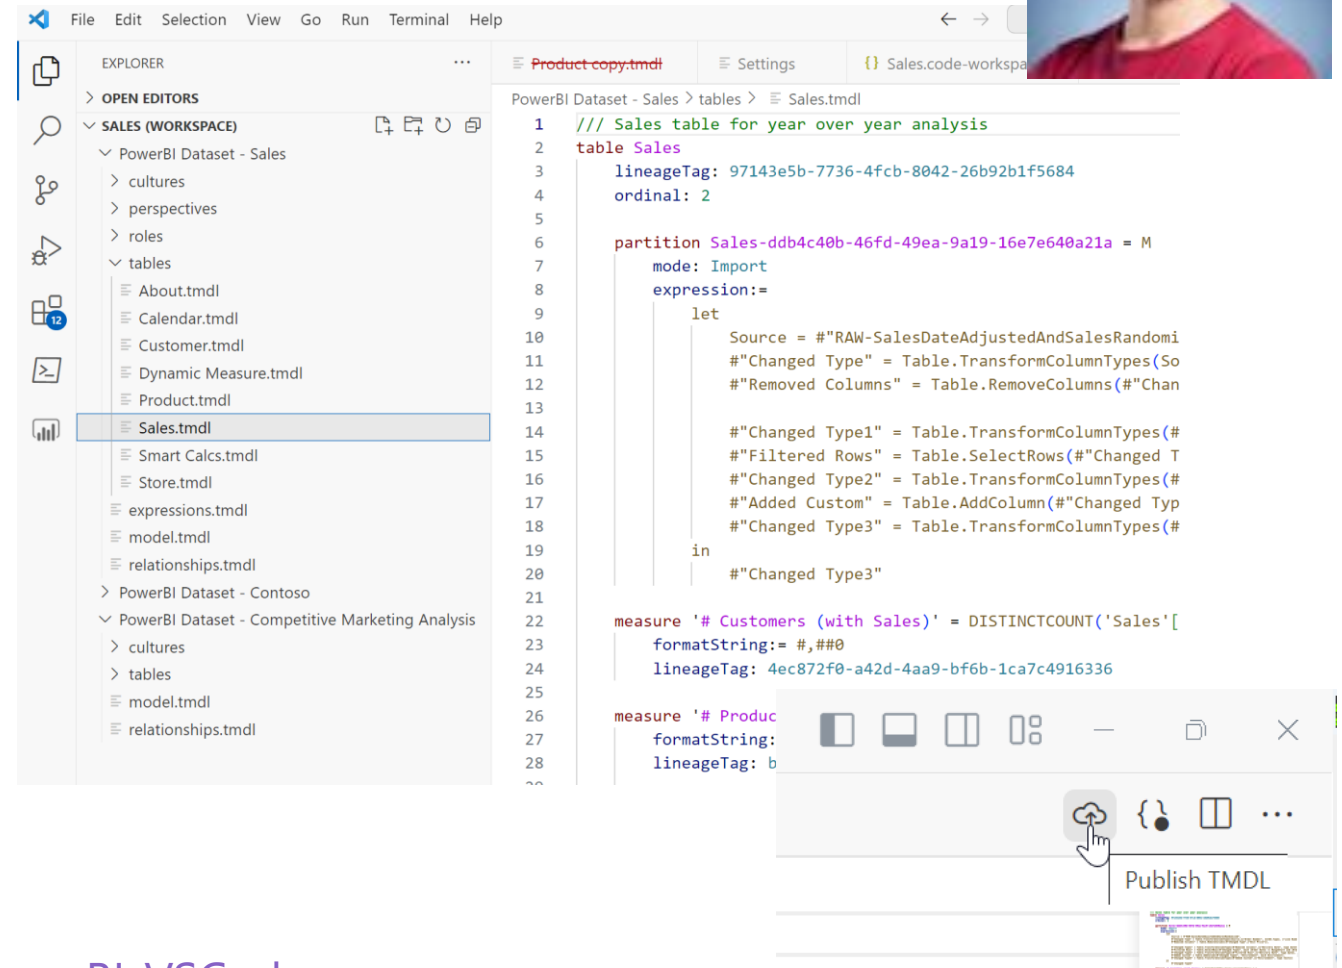 File Edit Selection View Go Run Terminal Help
EXPLORER
OPEN EDITORS
SALES (WORKSPACE)
PowerBI Dataset - Sales
cultures
perspectives
roles
tables
About.tmdl
Calendar.tmdl
Customer.tmdl
Dynamic Measure.tmdl
Product.tmdl
Sales.tmdl
Smart Calcs.tmdl
Store.tmdl
expressions.tmdl
model.tmdl
relationships.tmdl
PowerBI Dataset - Contoso
PowerBI Dataset - Competitive Marketing Analysis
cultures
tables
model.tmdl
relationships.tmdl
12
Product copy.tmdl Settings {} Sales.code-workspa
PowerBI Dataset - Sales > tables > Sales.tmdl
1 /// Sales table for year over year analysis
2 table Sales
3 lineageTag: 97143e5b-7736-4fcb-8042-26b92b1f5684
4 ordinal: 2
5
6 partition Sales-ddb4c40b-46fd-49ea-9a19-16e7e640a21a = M
7 mode: Import
8 expression:=
9 let
10 Source = #"RAW-SalesDateAdjustedAndSalesRandomi
11 #"Changed Type" = Table.TransformColumnTypes(So
12 #"Removed Columns" = Table.RemoveColumns(#"Chan
13
14 #"Changed Type1" = Table.TransformColumnTypes(#
15 #"Filtered Rows" = Table.SelectRows(#"Changed T
16 #"Changed Type2" = Table.TransformColumnTypes(#
17 #"Added Custom" = Table.AddColumn(#"Changed Typ
18 #"Changed Type3" = Table.TransformColumnTypes(#
19 in
20 #"Changed Type3"
21
22 measure '# Customers (with Sales)' = DISTINCTCOUNT('Sales'[
23 formatString:= #,##0
24 lineageTag: 4ec872f0-a42d-4aa9-bf6b-1ca7c4916336
25
26 measure '# Produc
27 formatString:
28 lineageTag: b
Publish TMDL